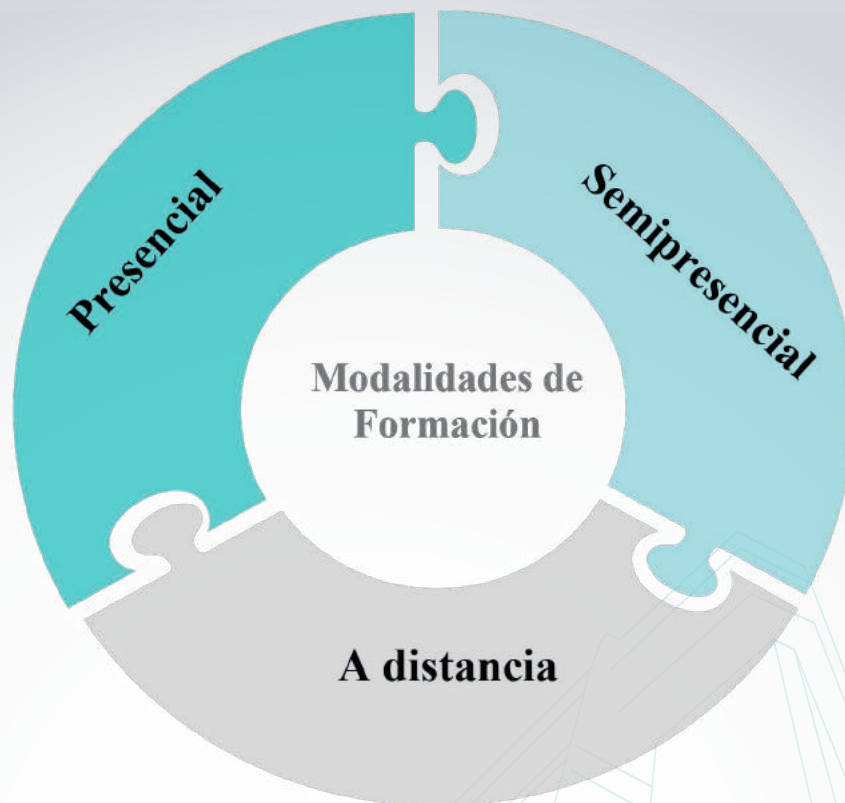 Presencial
Semipresencial
Modalidades de
Formación
A distancia